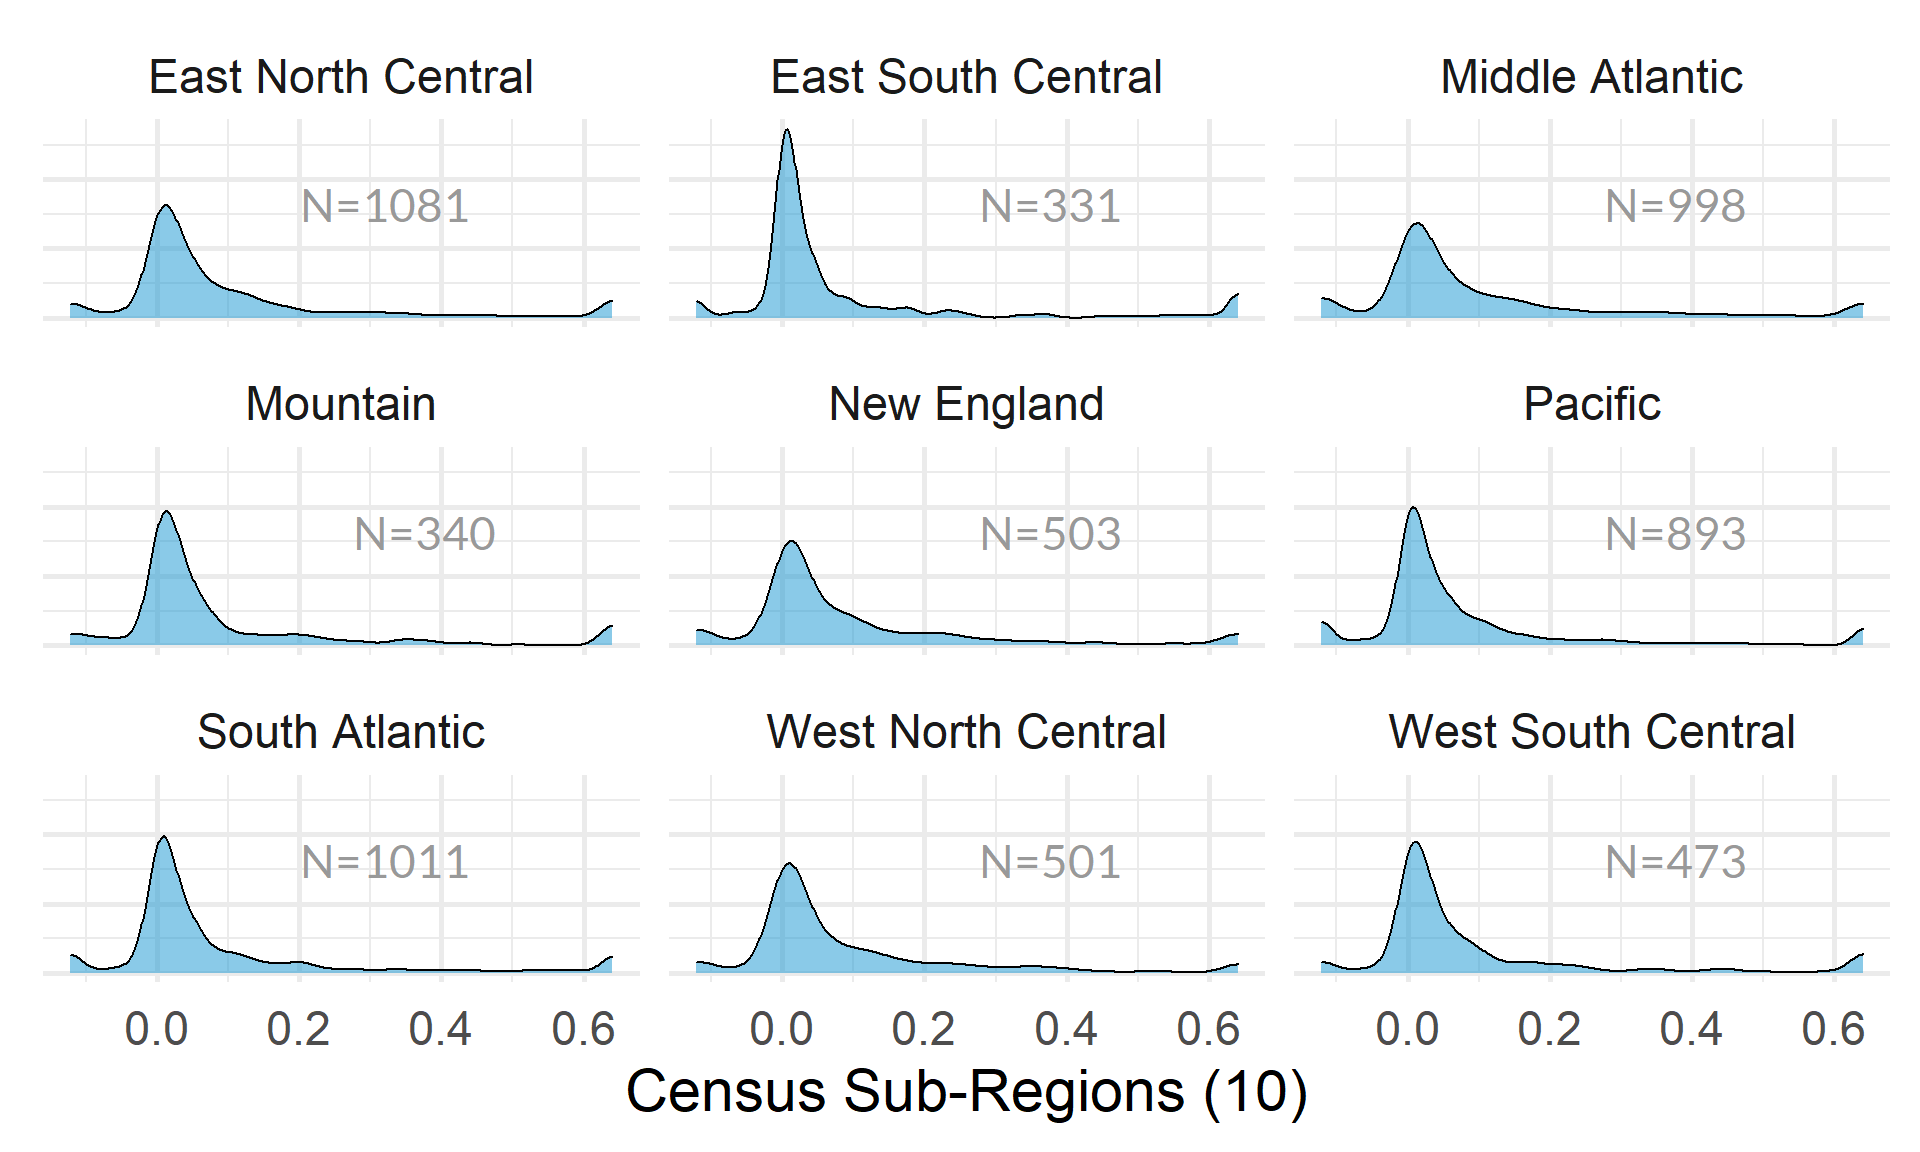 East North Central East South Central Middle Atlantic
N=1081 N=331 N=998
Mountain New England Pacific
N=340 N=503 N=893
South Atlantic West North Central West South Central
N=1011 N=501 N=473
0.0 0.2 0.4 0.6 0.0 0.2 0.4 0.6 0.0 0.2 0.4 0.6
Census Sub-Regions (10)